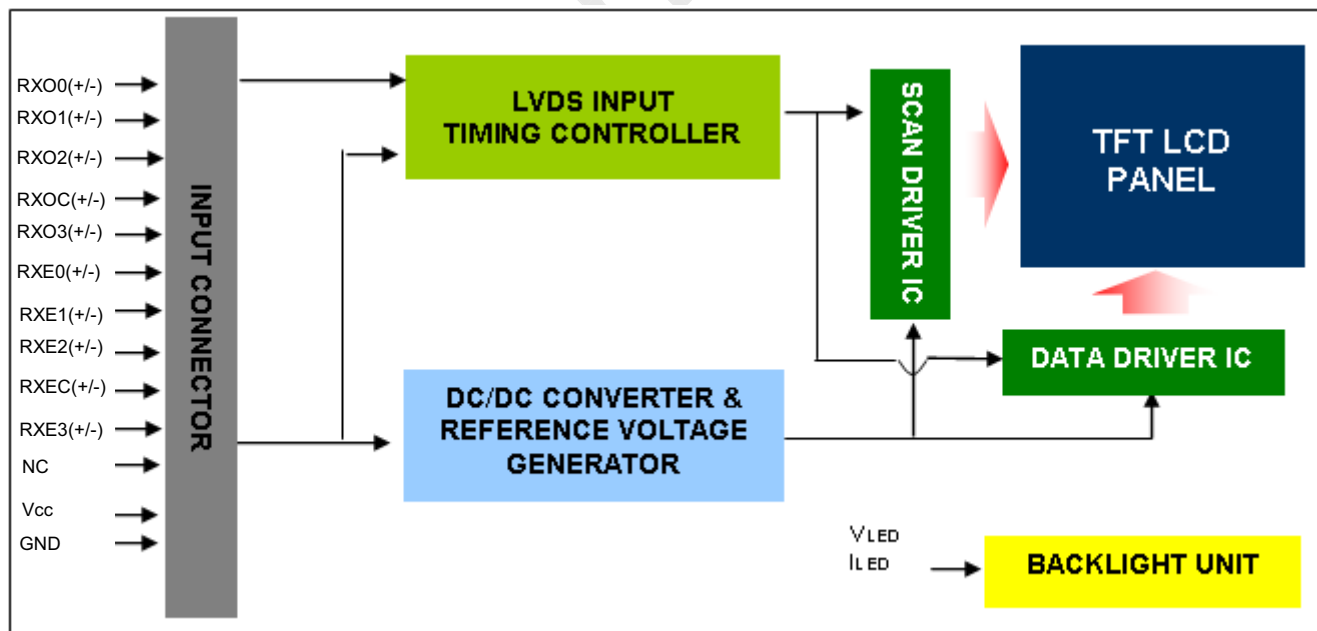 RXO0(+/-)
RXO1(+/-)
RXO2(+/-)
RXOC(+/-)
RXO3(+/-)
RXE0(+/-)
RXE1(+/-)
RXE2(+/-)
RXEC(+/-)
RXE3(+/-)
NC
Vcc
GND
INPUT CONNECTOR
LVDS INPUT
TIMING CONTROLLER
DC/DC CONVERTER &
REFERENCE VOLTAGE
GENERATOR
SCAN DRIVER IC
TFT LCD
PANEL
DATA DRIVER IC
VLED
ILED
BACKLIGHT UNIT